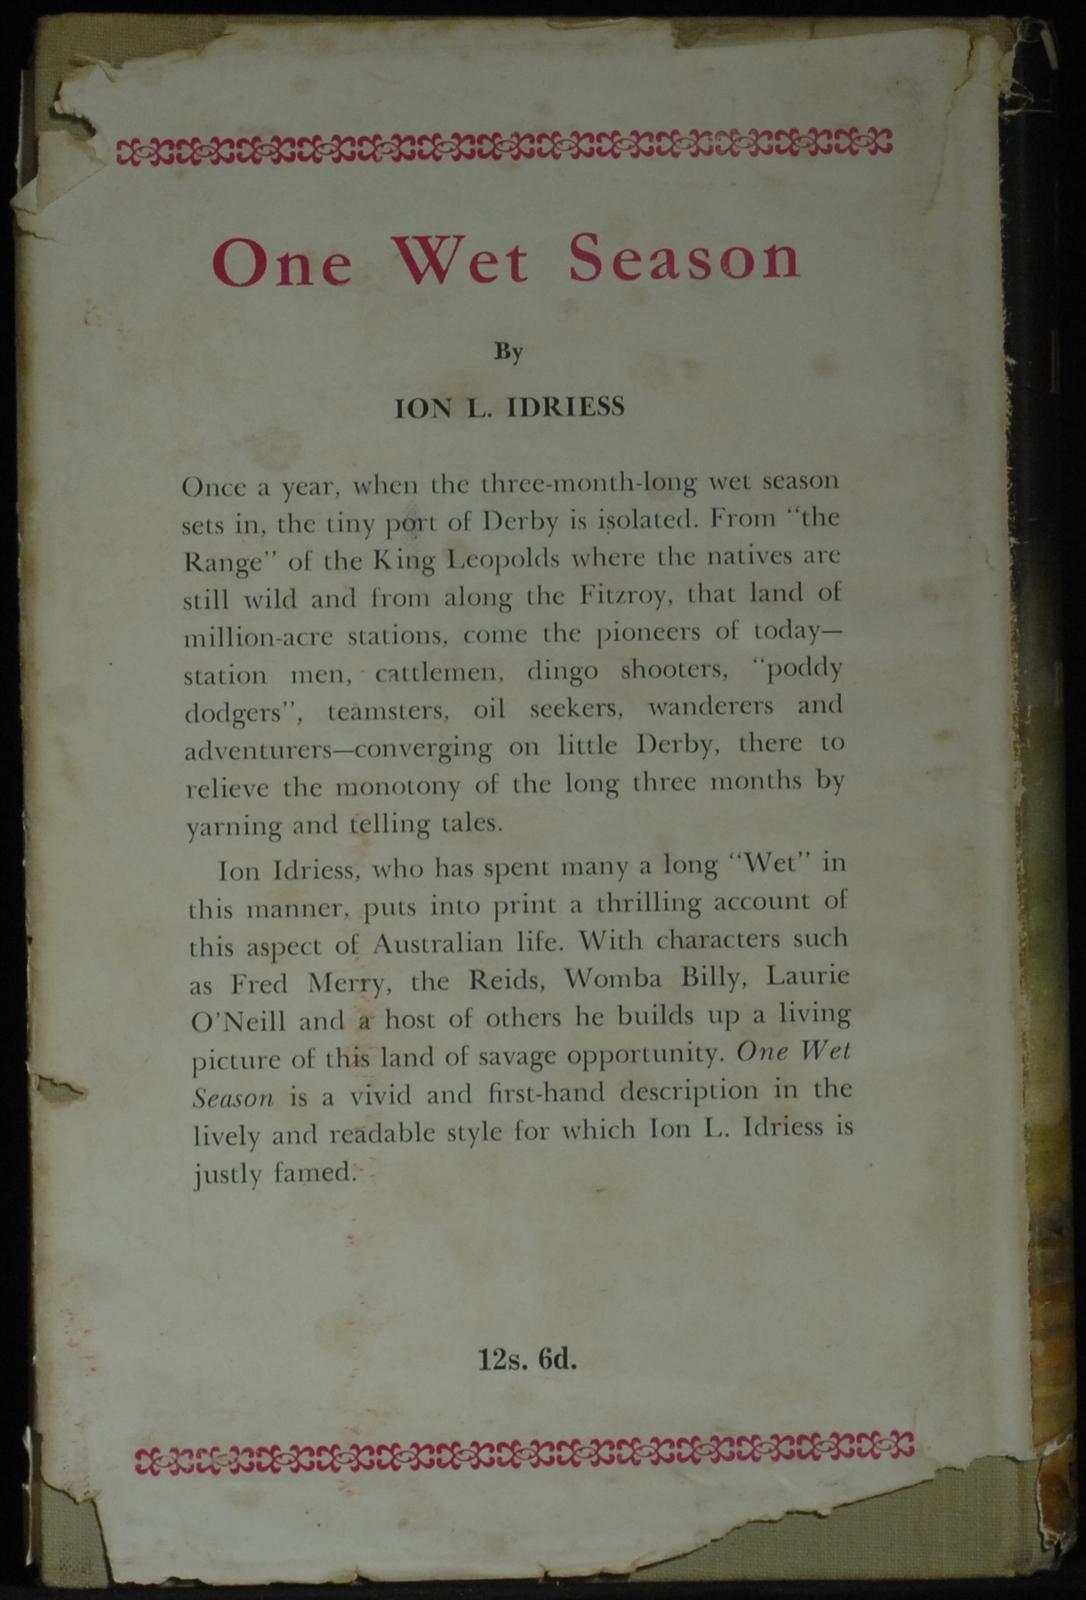 One Wet Season
By
ION L. IDRIESS
Once a year, when the three-month-long wet season
sets in, the tiny port of Derby is isolated. From “the
Range” of the King Leopolds where the natives are
still wild and from along the Fitzroy, that land of
million-acre stations, come the pioneers of today—
station men, cattlemen, dingo shooters, “poddy
dodgers”, teamsters, oil seekers, wanderers and
adventurers—converging on little Derby, there to
relieve the monotony of the long three months by
yarning and telling tales.
Ion Idriess, who has spent many a long “Wet” in
this manner, puts into print a thrilling account of
this aspect of Australian life. With characters such
as Fred Merry, the Reids, Womba Billy, Laurie
O’Neill and a host of others he builds up a living
picture of this land of savage opportunity. One Wet
Season is a vivid and first-hand description in the
lively and readable style for which Ion L. Idriess is
justly famed.
12s. 6d.